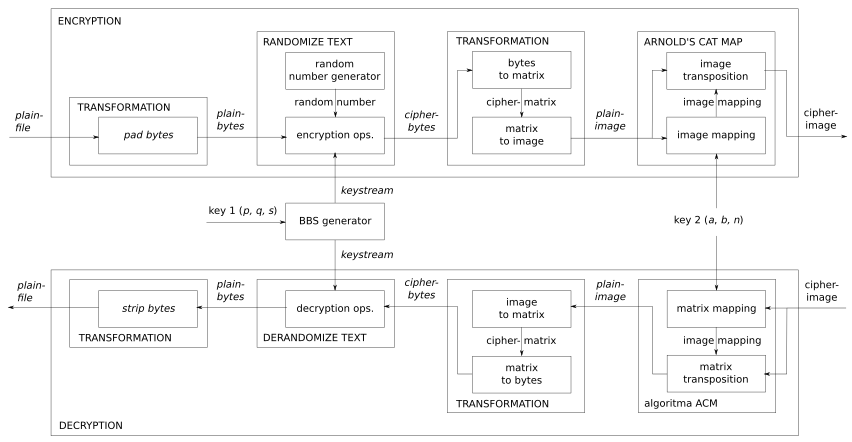 ENCRYPTION
RANDOMIZE TEXT
random
number generator
random number
encryption ops.
TRANSFORMATION
bytes
to matrix
cipher- matrix
matrix
to image
ARNOLD'S CAT MAP
image
transposition
image mapping
image mapping
plain-
file
TRANSFORMATION
pad bytes
plain-
bytes
cipher-
bytes
plain-
image
cipher-
image
keystream
key 1 (p, q, s)
BBS generator
key 2 (a, b, n)
keystream
plain-
file
strip bytes
TRANSFORMATION
plain-
bytes
decryption ops.
DERANDOMIZE TEXT
cipher-
bytes
image
to matrix
cipher- matrix
matrix
to bytes
TRANSFORMATION
plain-
image
matrix mapping
image mapping
matrix
transposition
algoritma ACM
cipher-
image
DECRYPTION